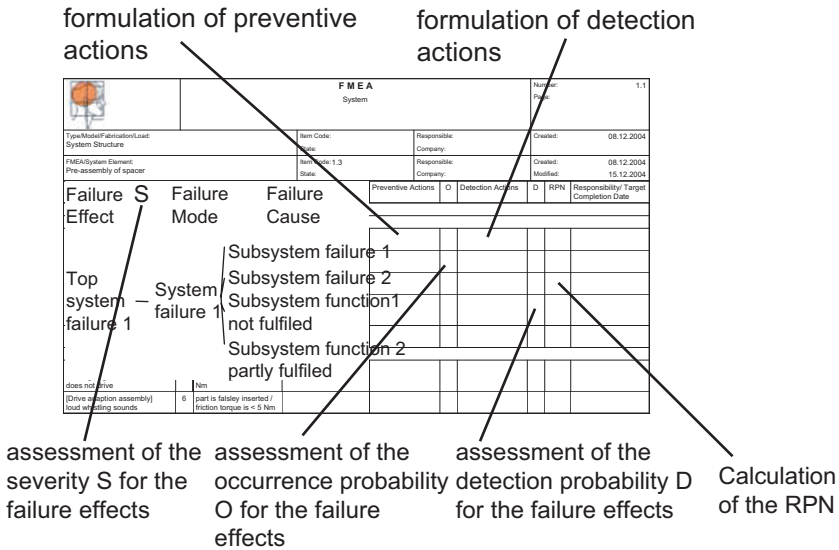 formulation of preventive
actions
formulation of detection
actions
FMEA
System
Number: 1.1
Page:
Type/Model/Fabrication/Load:
System Structure
Item Code:
State:
Responsible:
Company:
Created: 08.12.2004
FMEA/System Element:
Pre-assembly of spacer
Item Code: 1.3
State:
Responsible:
Company:
Created: 08.12.2004
Modified: 15.12.2004
Failure
Effect
S
Failure
Mode
Failure
Cause
Preventive Actions
O
Detection Actions
D
RPN
Responsibility/ Target
Completion Date
Top
system
failure 1
System
failure 1
Subsystem failure 1
Subsystem failure 2
Subsystem function1
not fulfiled
Subsystem function 2
partly fulfiled
does not drive
Nm
[Drive adaption assembly]
loud whistling sounds
6
part is falsley inserted /
friction torque is < 5 Nm
assessment of the
severity S for the
failure effects
assessment of the
occurrence probability
O for the failure
effects
assessment of the
detection probability D
for the failure effects
Calculation
of the RPN